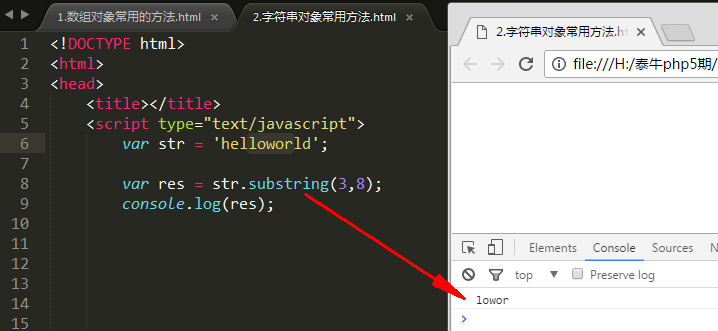 1.数组对象常用的方法.html
2.字符串对象常用方法.html
1 <!DOCTYPE html>
2 <html>
3 <head>
4 <title></title>
5 <script type="text/javascript">
6 var str = 'helloworld';
7
8 var res = str.substring(3,8);
9 console.log(res);
10
11
12
13
14
2.字符串对象常用方法.ht
file:///H:/泰牛php5期/
Elements Console Sources
top Preserve log
lowor